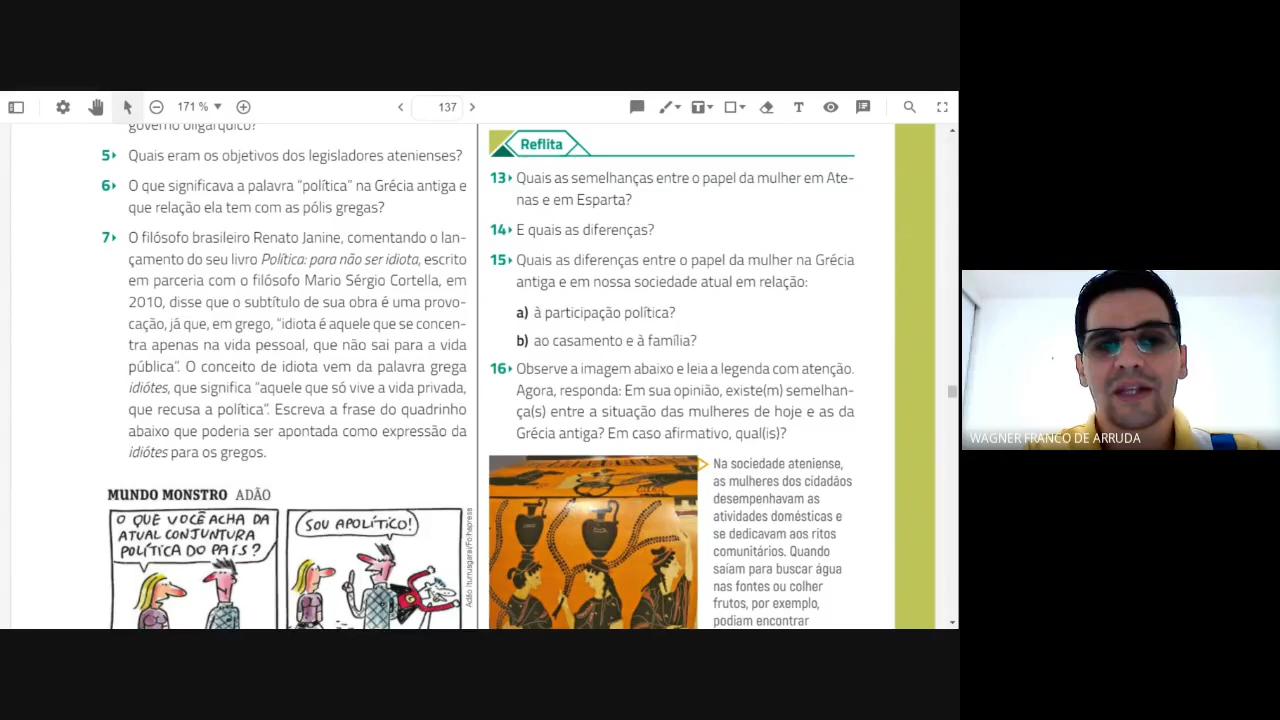 171 %
137
governo oligárquico?
5 Quais eram os objetivos dos legisladores atenienses?
6 O que significava a palavra “política” na Grécia antiga e
que relação ela tem com as pólis gregas?
7 O filósofo brasileiro Renato Janine, comentando o lan-
çamento do seu livro Política: para não ser idiota, escrito
em parceria com o filósofo Mario Sérgio Cortella, em
2010, disse que o subtítulo de sua obra é uma provo-
cação, já que, em grego, “idiota é aquele que se concen-
tra apenas na vida pessoal, que não sai para a vida
pública”. O conceito de idiota vem da palavra grega
idiótes, que significa “aquele que só vive a vida privada,
que recusa a política”. Escreva a frase do quadrinho
abaixo que poderia ser apontada como expressão da
idiótes para os gregos.
MUNDO MONSTRO ADÃO
O QUE VOCÊ ACHA DA
ATUAL CONJUNTURA
POLÍTICA DO PAÍS?
SOU APOLÍTICO!
Adão Iturrusgarai/Folhapress
Reflita
13 Quais as semelhanças entre o papel da mulher em Ate-
nas e em Esparta?
14 E quais as diferenças?
15 Quais as diferenças entre o papel da mulher na Grécia
antiga e em nossa sociedade atual em relação:
a) à participação política?
b) ao casamento e à família?
16 Observe a imagem abaixo e leia a legenda com atenção.
Agora, responda: Em sua opinião, existe(m) semelhan-
ça(s) entre a situação das mulheres de hoje e as da
Grécia antiga? Em caso afirmativo, qual(is)?
Na sociedade ateniense,
as mulheres dos cidadãos
desempenhavam as
atividades domésticas e
se dedicavam aos ritos
comunitários. Quando
saíam para buscar água
nas fontes ou colher
frutos, por exemplo,
podiam encontrar
WAGNER FRANCO DE ARRUDA